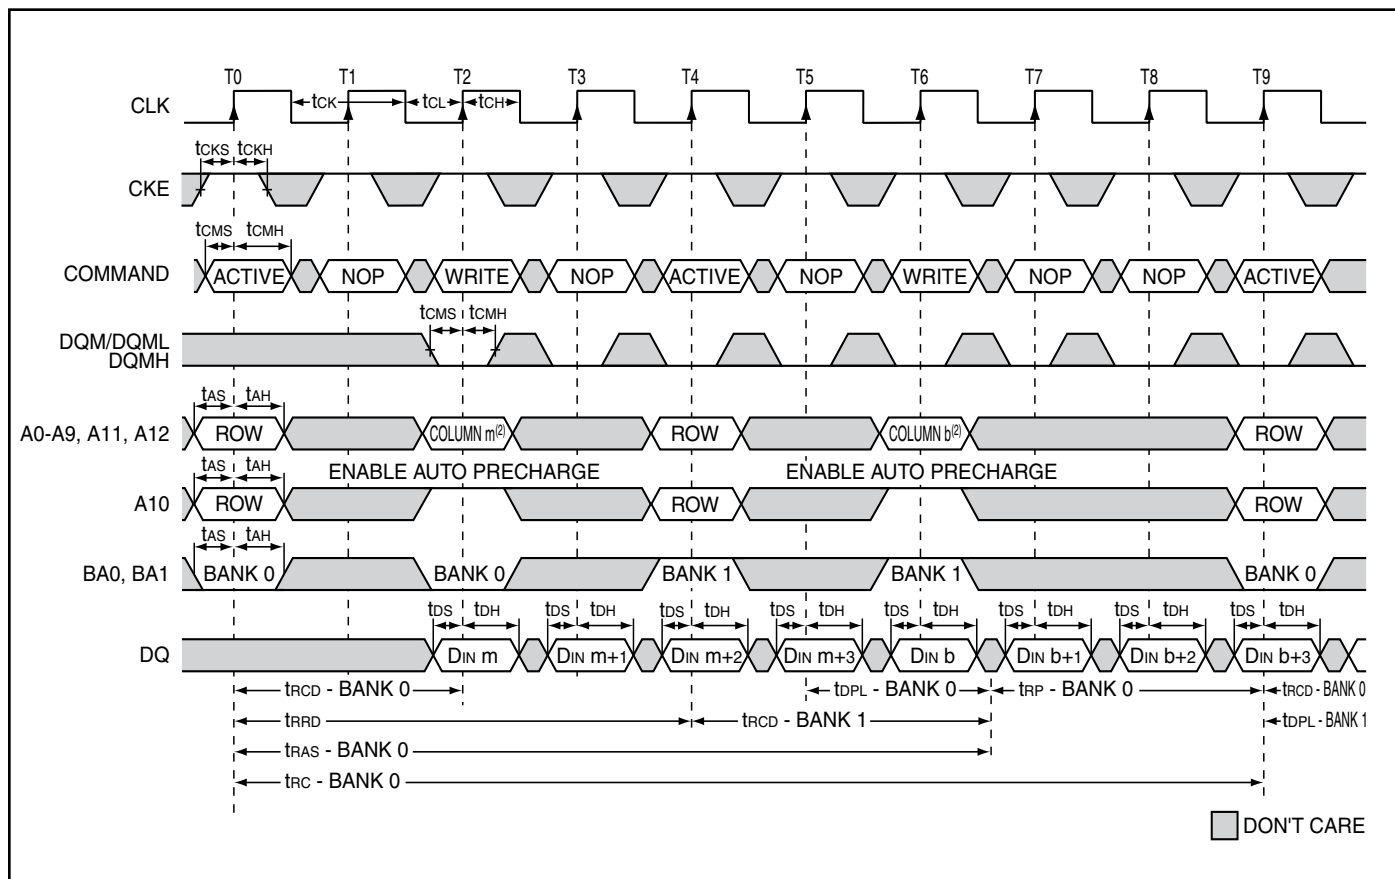 T0 T1 T2 T3 T4 T5 T6 T7 T8 T9
CLK tCK tCL tCH
tCKS tCKH
CKE
tCMS tCMH
COMMAND ACTIVE NOP WRITE NOP ACTIVE NOP WRITE NOP NOP ACTIVE
tCMS tCMH
DQM/DQML
DQMH
tAS tAH
A0-A9, A11, A12 ROW COLUMN m(2) ROW COLUMN b(2) ROW
tAS tAH ENABLE AUTO PRECHARGE ENABLE AUTO PRECHARGE
A10 ROW ROW ROW
tAS tAH
BA0, BA1 BANK 0 BANK 0 BANK 1 BANK 1 BANK 0
tDS tDH tDS tDH tDS tDH tDS tDH tDS tDH tDS tDH tDS tDH tDS tDH
DQ DIN m DIN m+1 DIN m+2 DIN m+3 DIN b DIN b+1 DIN b+2 DIN b+3
tRCD - BANK 0 tDPL - BANK 0 tRP - BANK 0 tRCD - BANK 0
tRRD tRCD - BANK 1 tDPL - BANK 1
tRAS - BANK 0
tRC - BANK 0
DON'T CARE